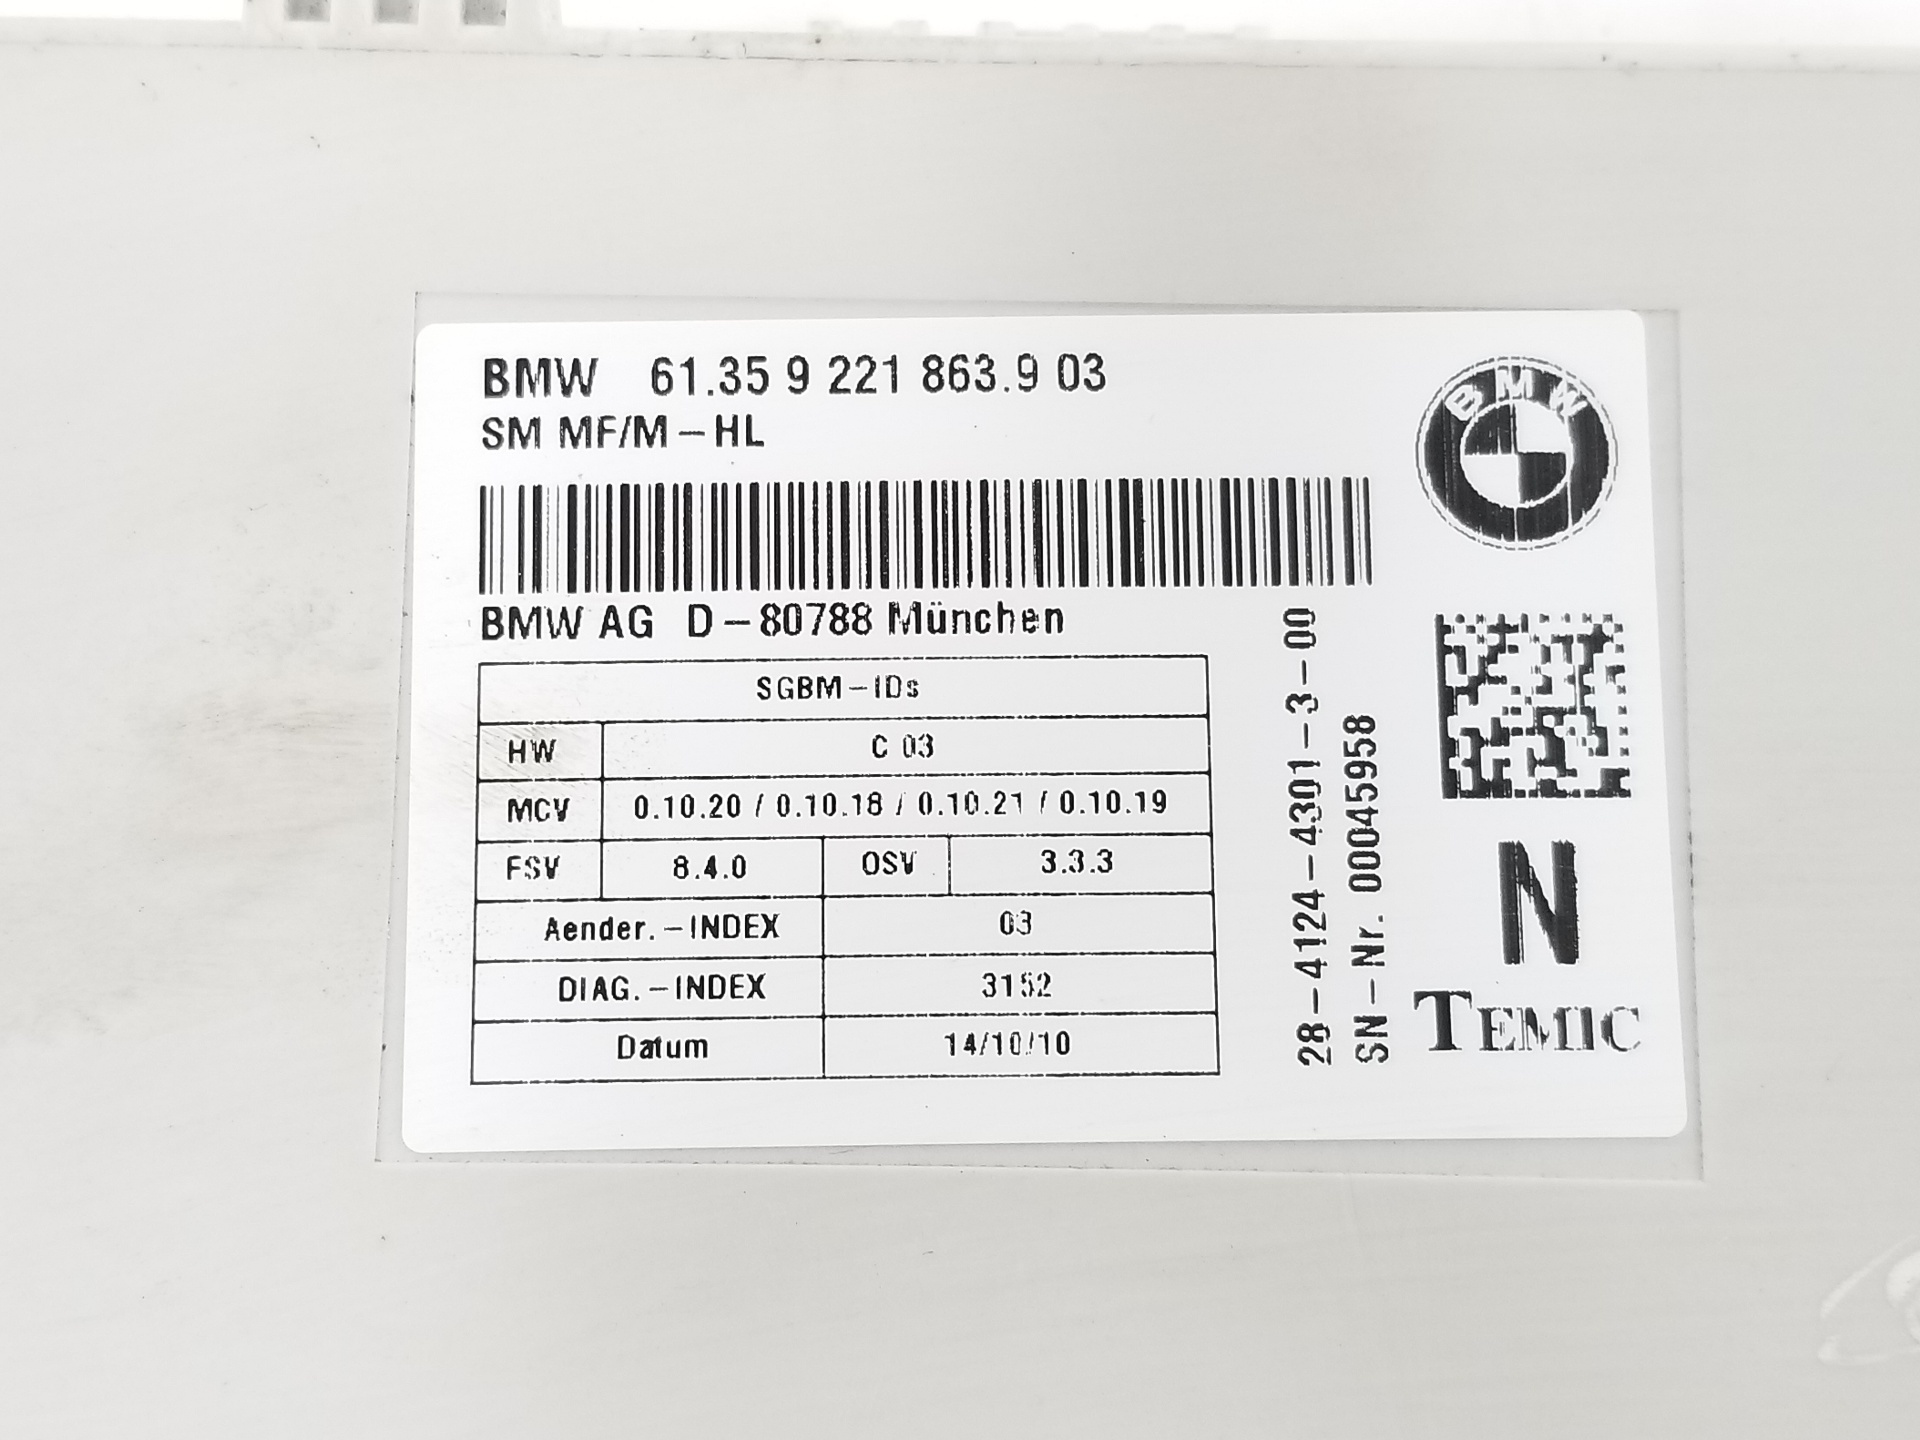 BMW 61.35 9 221 863.9 03
SM MF/M-HL
BMW
BMW AG D-80788 München
SGBM-IDs
HW C 03
MCV 0.10.20 / 0.10.18 / 0.10.21 / 0.10.19
FSV 8.4.0 OSV 3.3.3
Aender.-INDEX 03
DIAG.-INDEX 3152
Datum 14/10/10
28-4124-4301-3-00
SN-Nr. 00045958
N
TEMIC